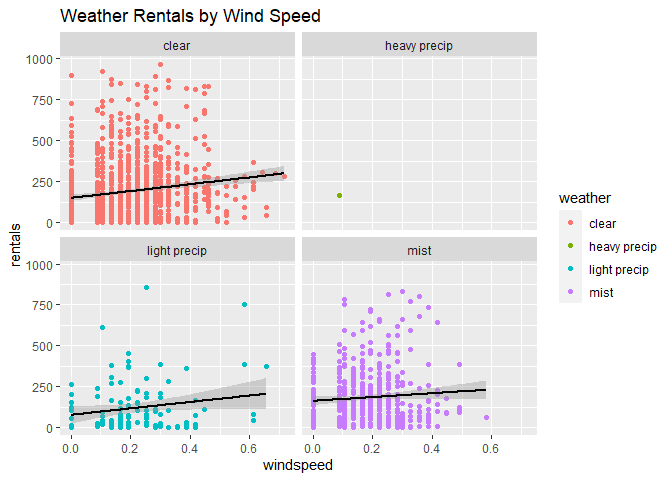 Weather Rentals by Wind Speed
clear
heavy precip
1000
750
500
250
0
light precip
mist
1000
750
500
250
0
0.0
0.2
0.4
0.6
0.0
0.2
0.4
0.6
windspeed
rentals
weather
clear
heavy precip
light precip
mist